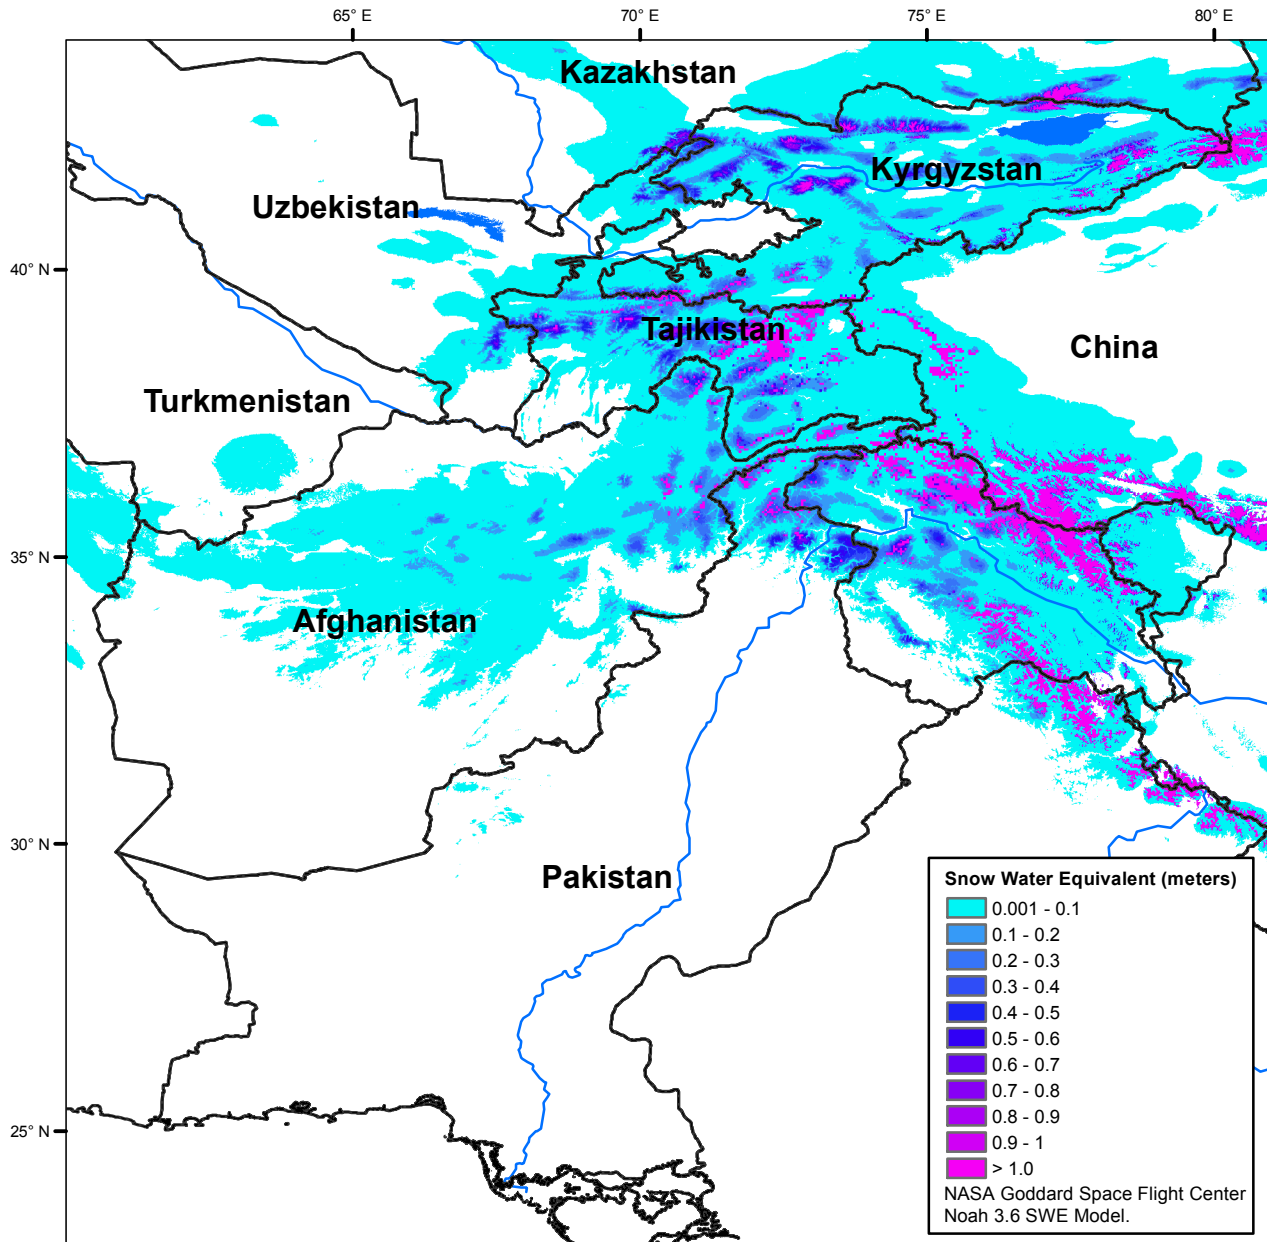 65° E
70° E
75° E
80° E
Kazakhstan
Kyrgyzstan
Uzbekistan
40° N
Tajikistan
China
Turkmenistan
35° N
Afghanistan
30° N
Pakistan
25° N
Snow Water Equivalent (meters)
0.001 - 0.1
0.1 - 0.2
0.2 - 0.3
0.3 - 0.4
0.4 - 0.5
0.5 - 0.6
0.6 - 0.7
0.7 - 0.8
0.8 - 0.9
0.9 - 1
> 1.0
NASA Goddard Space Flight Center
Noah 3.6 SWE Model.